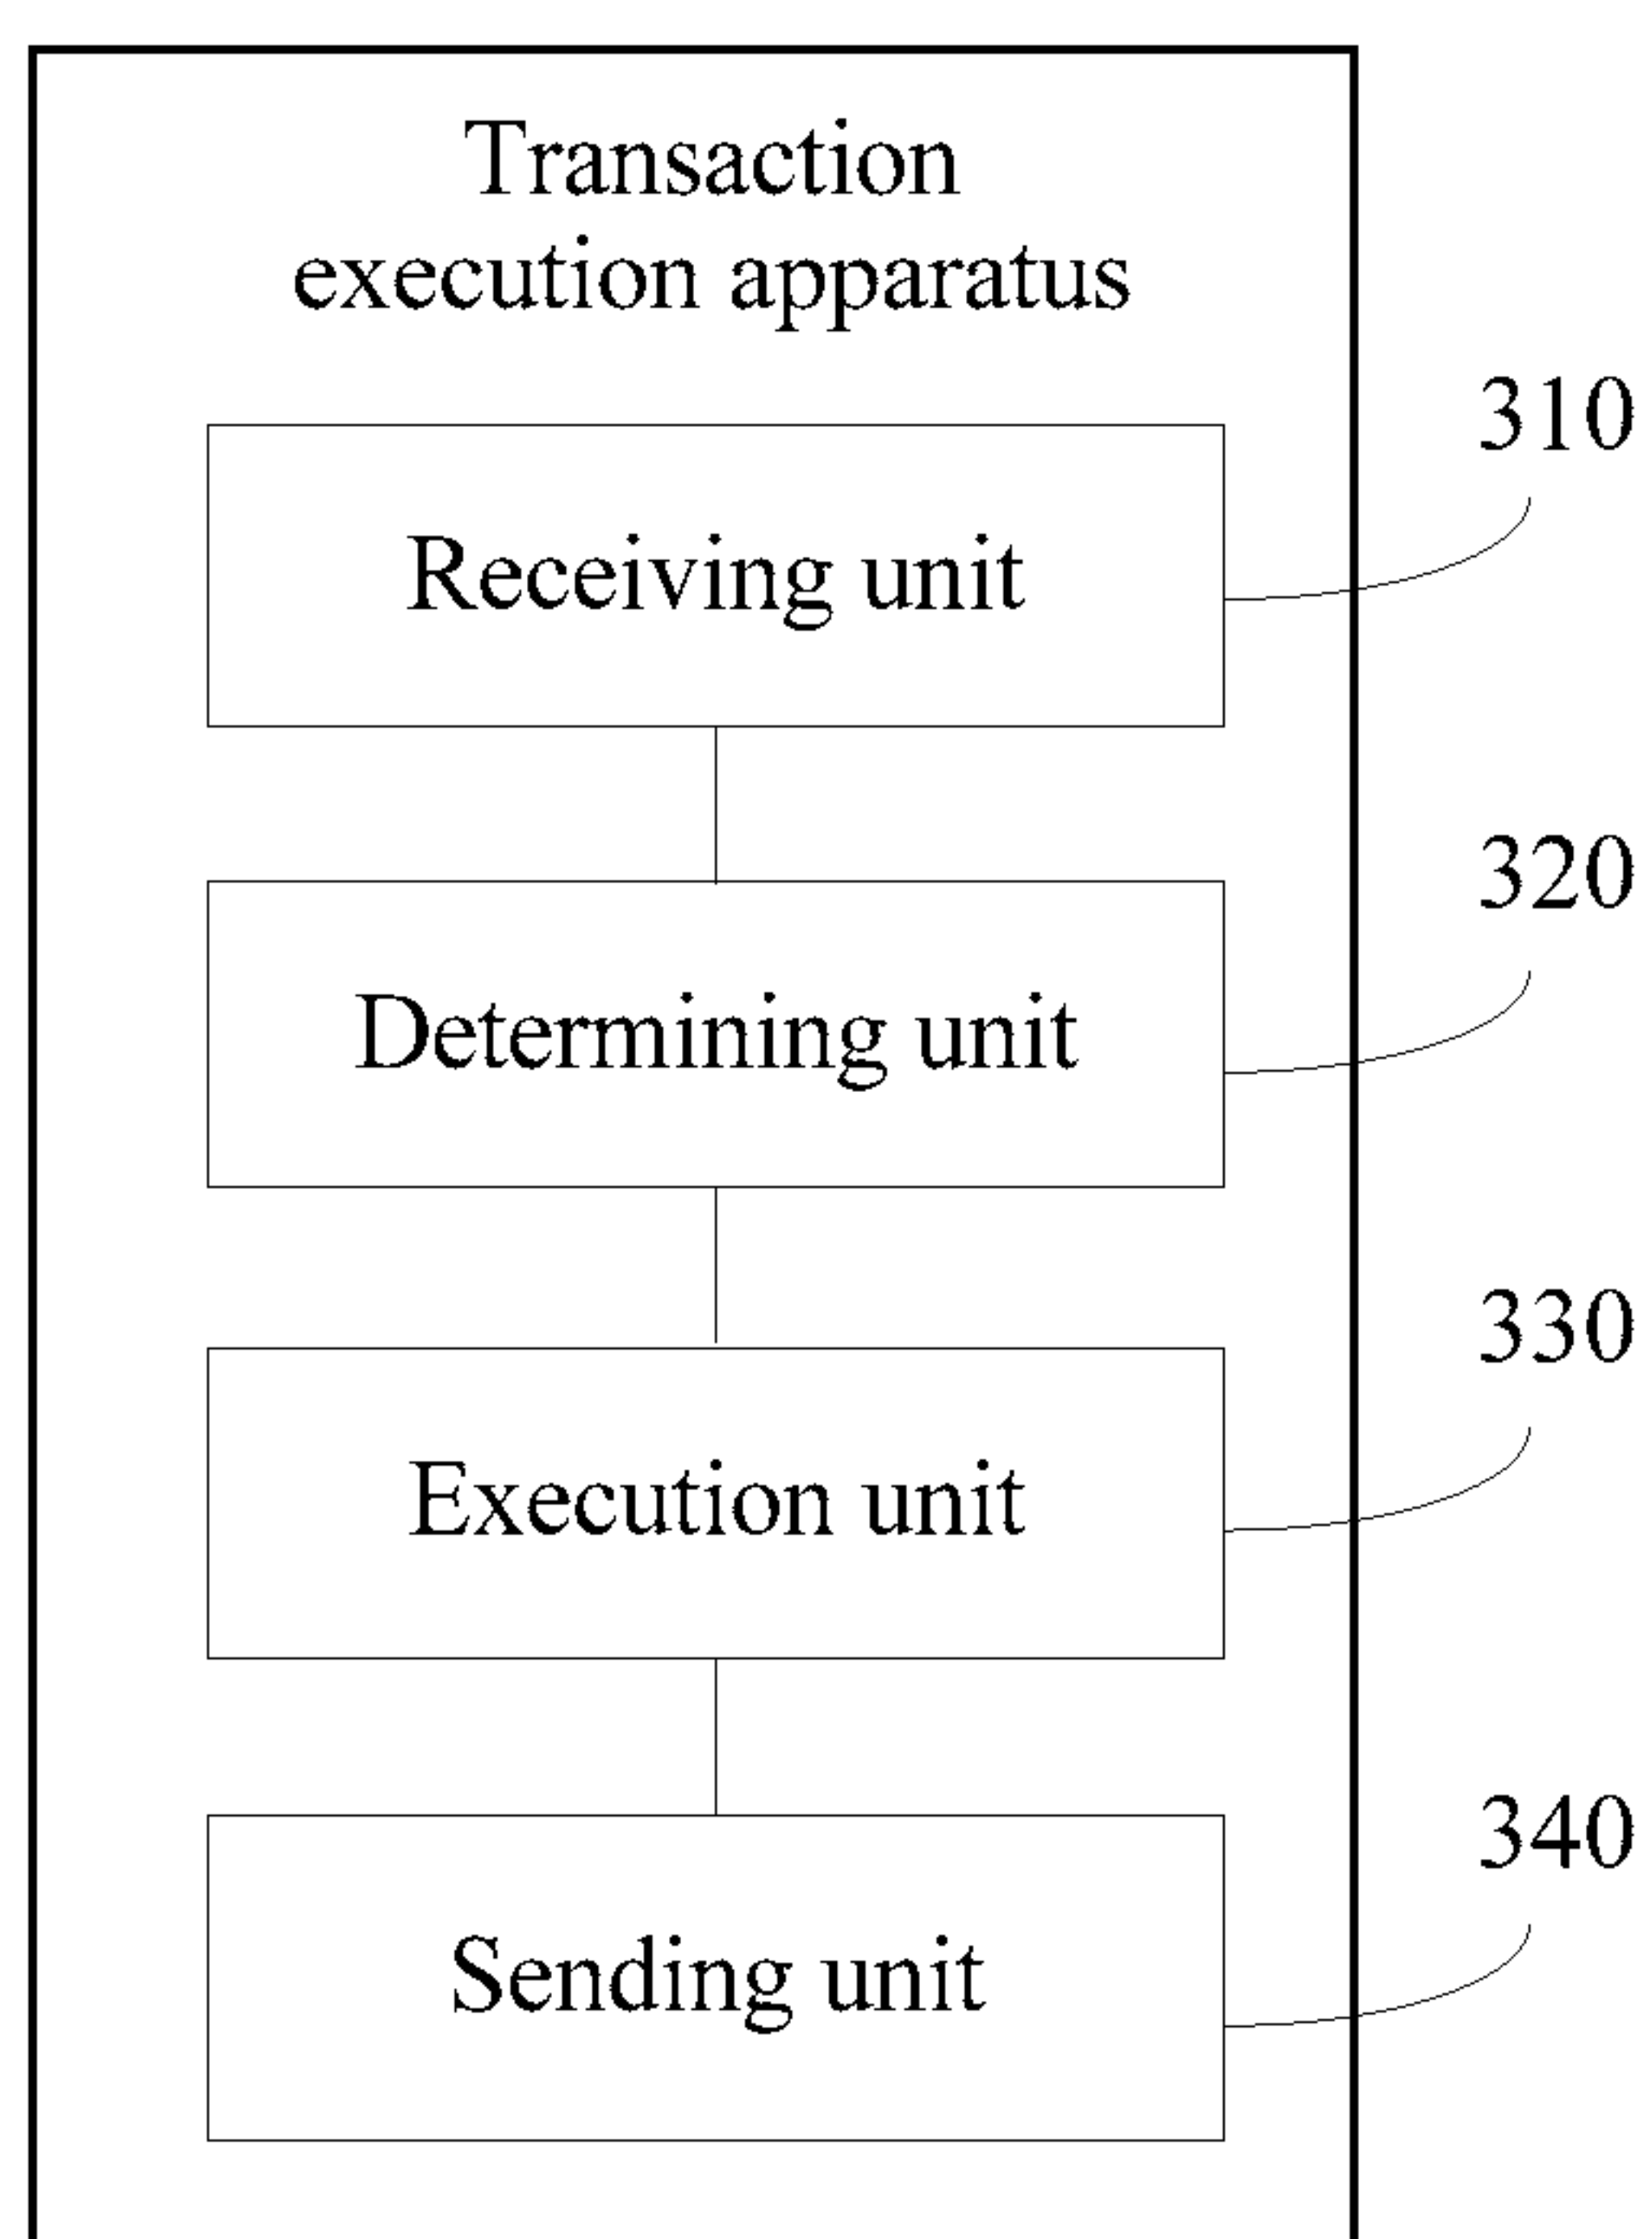 Transaction
execution apparatus
310
Receiving unit
320
Determining unit
330
Execution unit
340
Sending unit